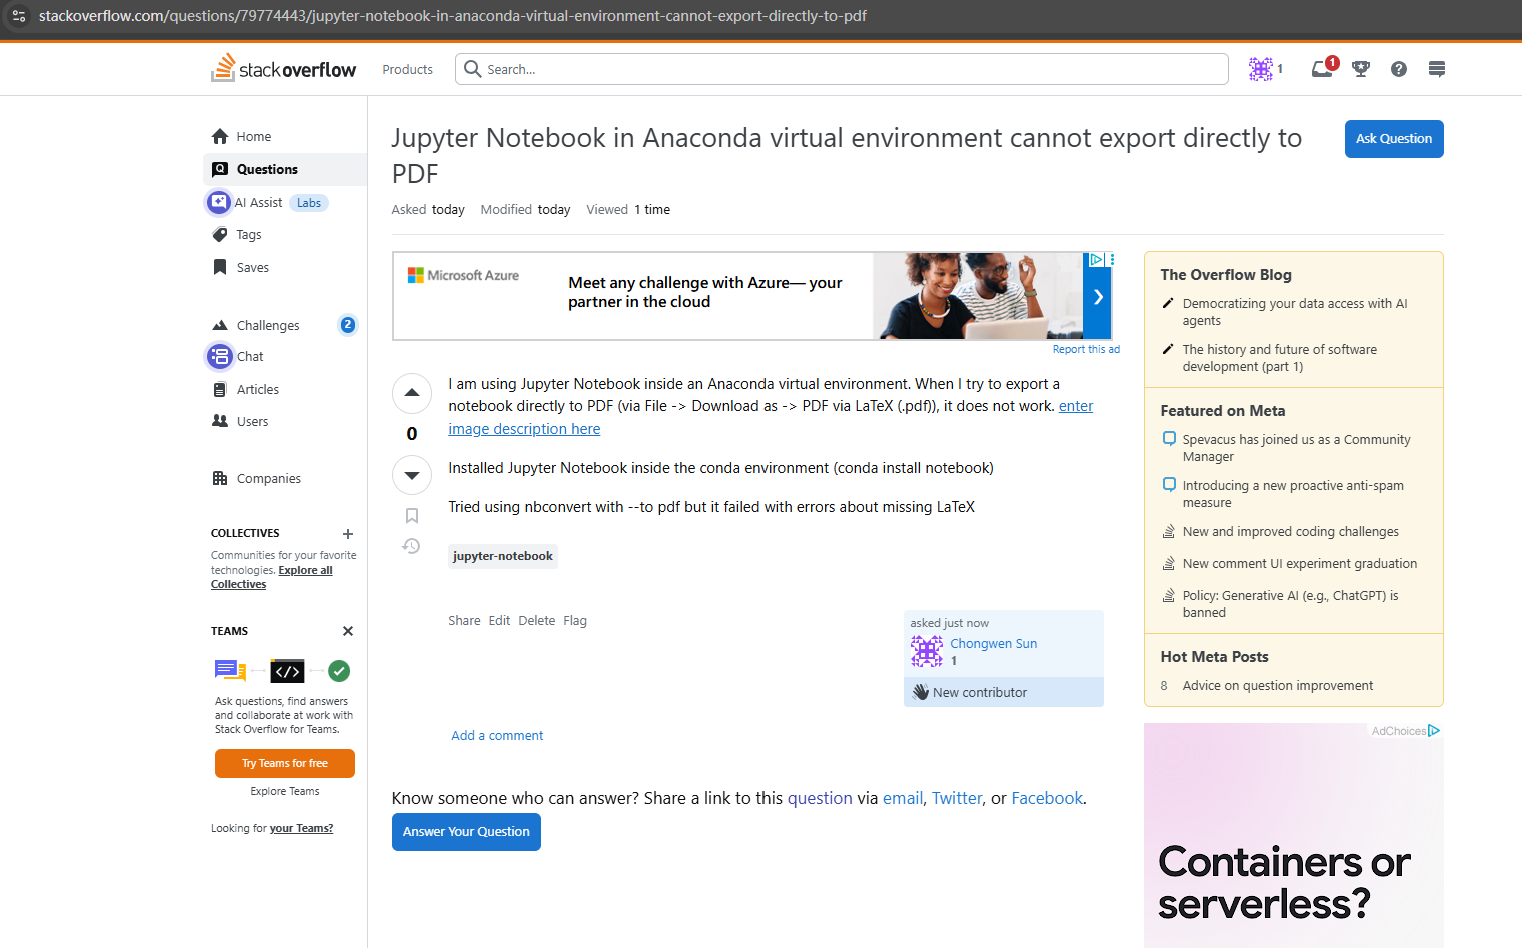 stackoverflow.com/questions/79774443/jupyter-notebook-in-anaconda-virtual-environment-cannot-export-directly-to-pdf
stackoverflow
Products
Search...
1
1
Home
Questions
AI Assist
Labs
Tags
Saves
Challenges
2
Chat
Articles
Users
Companies
COLLECTIVES
Communities for your favorite
technologies. Explore all
Collectives
TEAMS
Ask questions, find answers
and collaborate at work with
Stack Overflow for Teams.
Try Teams for free
Explore Teams
Looking for your Teams?
Jupyter Notebook in Anaconda virtual environment cannot export directly to
PDF
Ask Question
Asked today Modified today Viewed 1 time
Microsoft Azure
Meet any challenge with Azure— your
partner in the cloud
Report this ad
I am using Jupyter Notebook inside an Anaconda virtual environment. When I try to export a
notebook directly to PDF (via File -> Download as -> PDF via LaTeX (.pdf)), it does not work. enter
image description here
0
Installed Jupyter Notebook inside the conda environment (conda install notebook)
Tried using nbconvert with --to pdf but it failed with errors about missing LaTeX
jupyter-notebook
Share Edit Delete Flag
asked just now
Chongwen Sun
1
New contributor
Add a comment
Know someone who can answer? Share a link to this question via email, Twitter, or Facebook.
Answer Your Question
The Overflow Blog
Democratizing your data access with AI
agents
The history and future of software
development (part 1)
Featured on Meta
Spevacus has joined us as a Community
Manager
Introducing a new proactive anti-spam
measure
New and improved coding challenges
New comment UI experiment graduation
Policy: Generative AI (e.g., ChatGPT) is
banned
Hot Meta Posts
8 Advice on question improvement
AdChoices
Containers or
serverless?